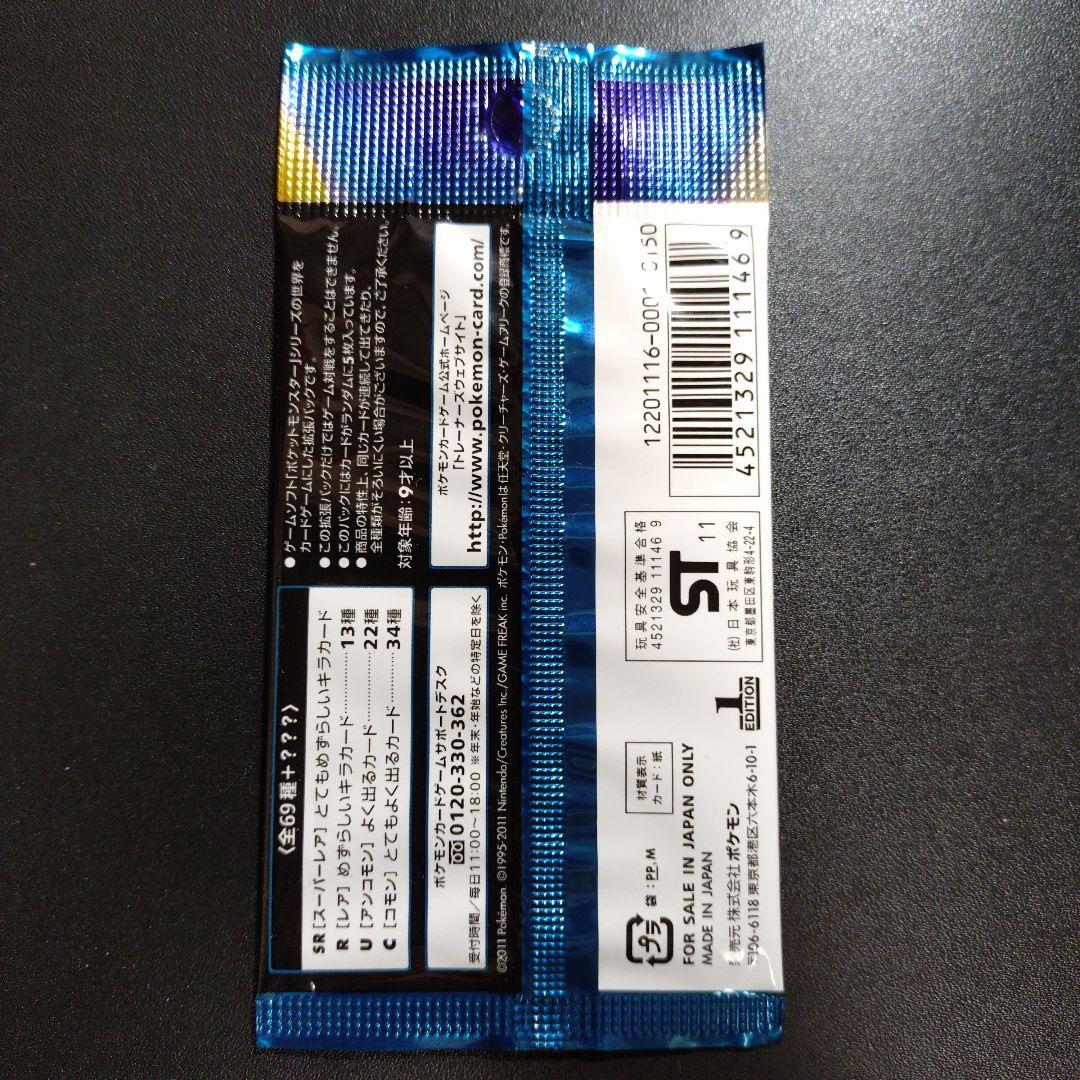 〈全69種+????〉
SR［スーパーレア］とてもめずらしいキラカード
R［レア］めずらしいキラカード…………13種
U［アンコモン］よく出るカード…………22種
C［コモン］とてもよく出るカード…………34種
●ゲームソフト「ポケットモンスター」シリーズの世界を
カードゲームにした拡張パックです。
●この拡張パックだけではゲーム対戦をすることはできません。
●このパックにはカードがランダムに5枚入っています。
●商品の特性上、同じカードが連続して出てきたり、
全種類がそろいにくい場合がございますので、ご了承ください。
対象年齢：9才以上
ポケモンカードゲームサポートデスク
0120-330-362
受付時間／毎日11:00～18:00 ※年末・年始などの特定日を除く
ポケモンカードゲーム公式ホームページ
「トレーナーズウェブサイト」
http://www.pokemon-card.com/
©2011 Pokémon. ©1995-2011 Nintendo/Creatures Inc./GAME FREAK inc. ポケモン・Pokémonは任天堂・クリーチャーズ・ゲームフリークの登録商標です。
プラ
袋：PP,M
材質表示
カード：紙
FOR SALE IN JAPAN ONLY
MADE IN JAPAN
発売元 株式会社ポケモン
〒106-6118 東京都港区六本木6-10-1
1
EDITION
玩具安全基準合格
4521329 11146 9
ST 11
(社)日本玩具協会
東京都墨田区東駒形4-22-4
12201116-0001 0150
4521329111469